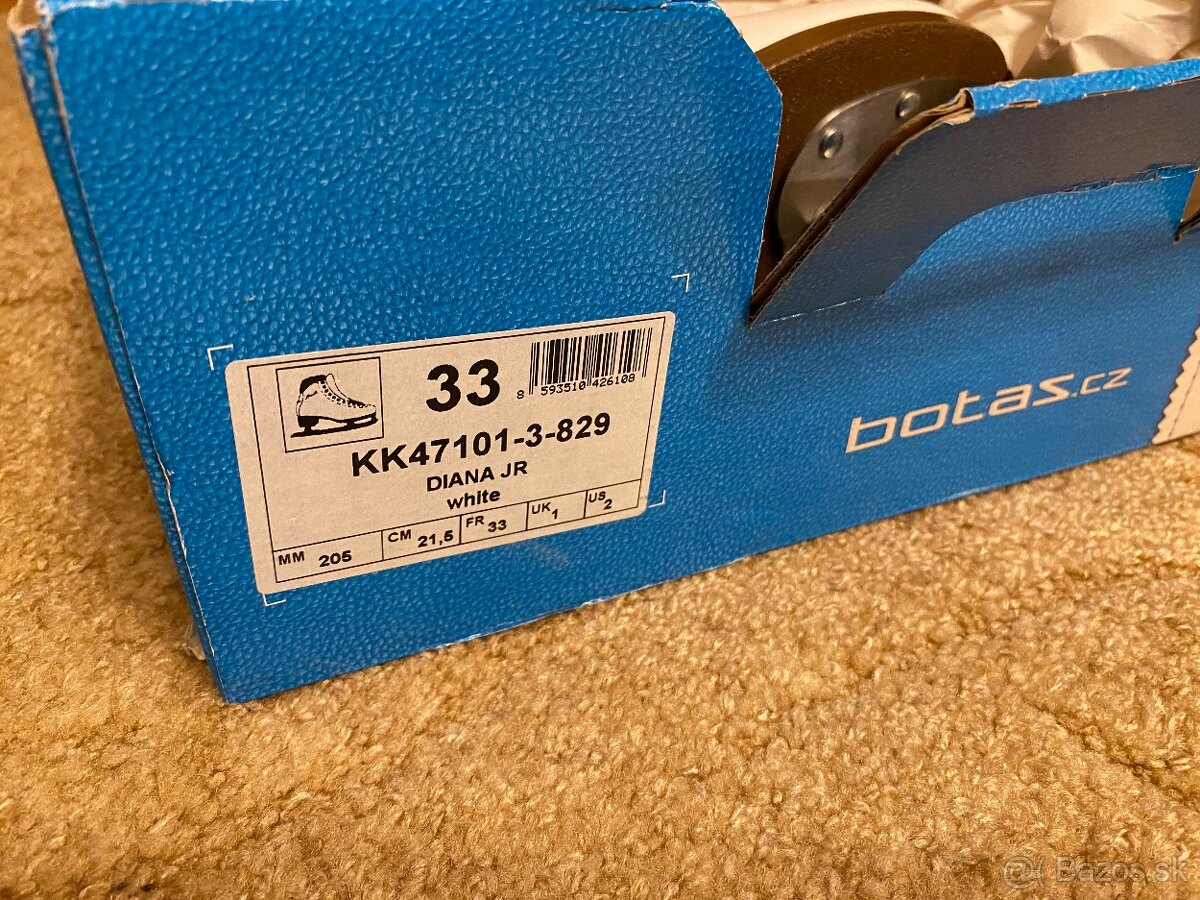 33
8 593510 426108
KK47101-3-829
DIANA JR
white
MM 205 CM 21,5 FR 33 UK 1 US 2
botas.cz
Bazos.sk